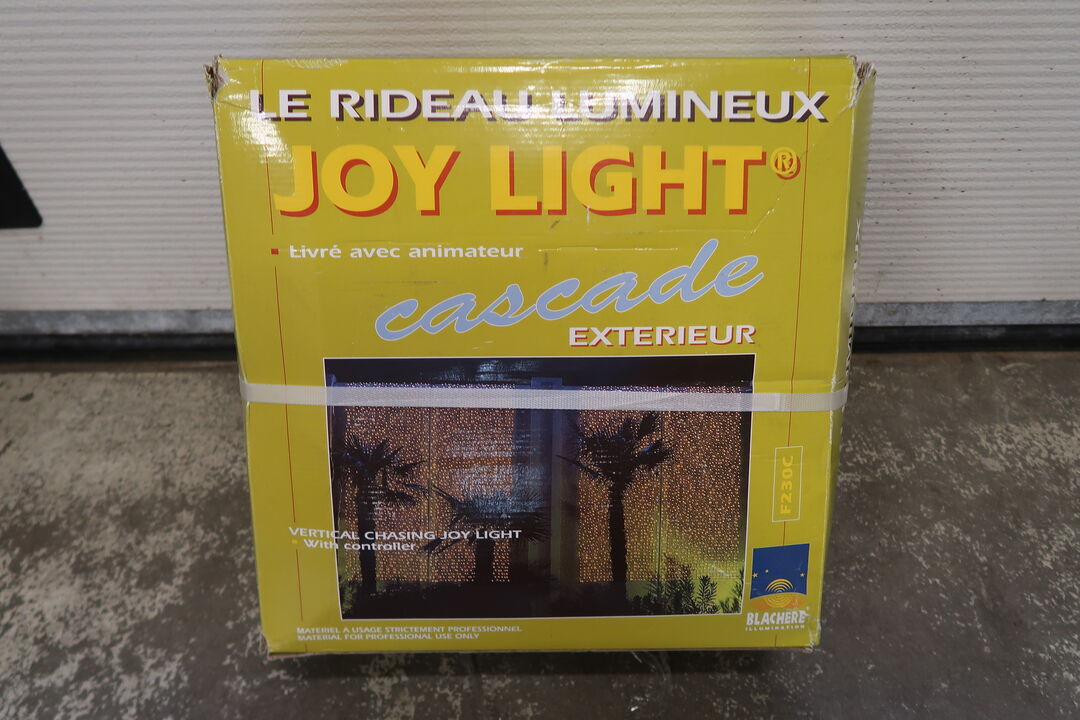 LE RIDEAU LUMINEUX
JOY LIGHT®
Livré avec animateur
cascade
EXTERIEUR
F230C
VERTICAL CHASING JOY LIGHT
With controller
BLACHERE
ILLUMINATION
MATERIEL A USAGE STRICTEMENT PROFESSIONNEL
MATERIAL FOR PROFESSIONAL USE ONLY